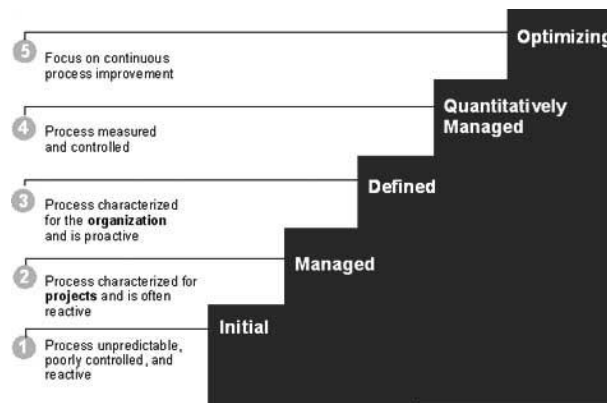 Optimizing
5
Focus on continuous
process improvement
Quantitatively
Managed
4
Process measured
and controlled
Defined
3
Process characterized
for the organization
and is proactive
Managed
2
Process characterized for
projects and is often
reactive
Initial
1
Process unpredictable,
poorly controlled, and
reactive